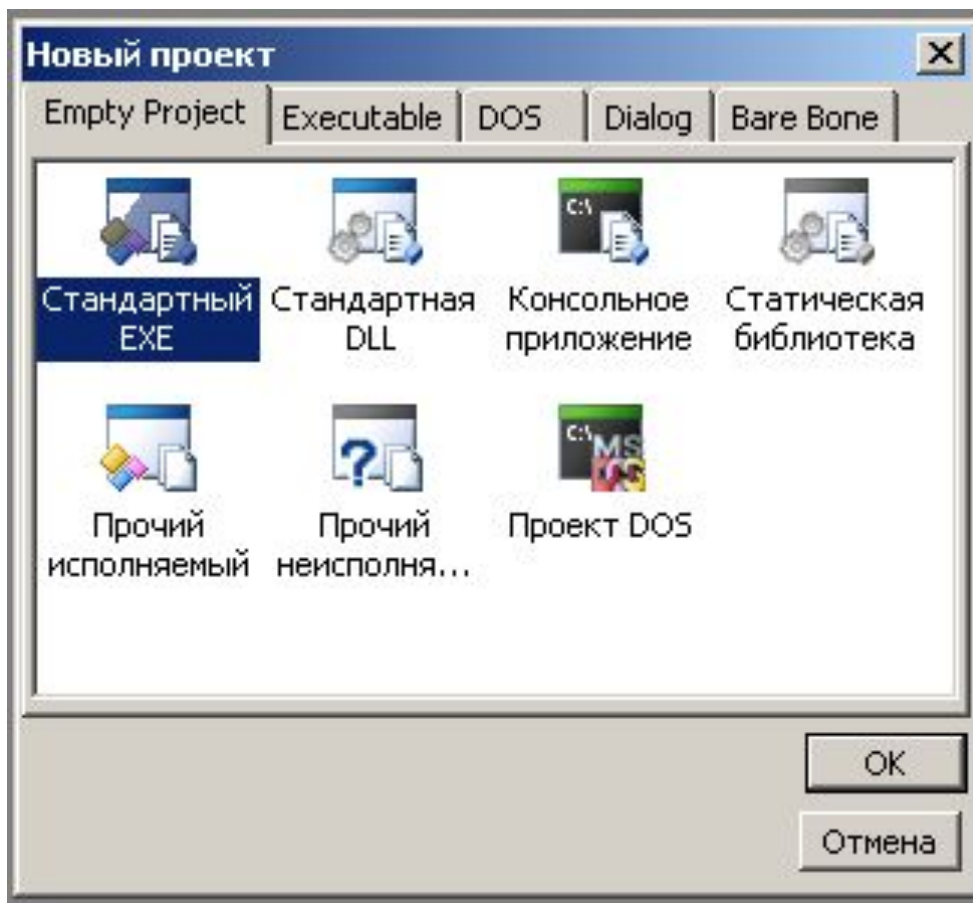 Новый проект
Empty Project Executable DOS Dialog Bare Bone
Стандартный Стандартная Консольное Статическая
EXE DLL приложение библиотека
Прочий Прочий Проект DOS
исполняемый неисполня...
OK
Отмена